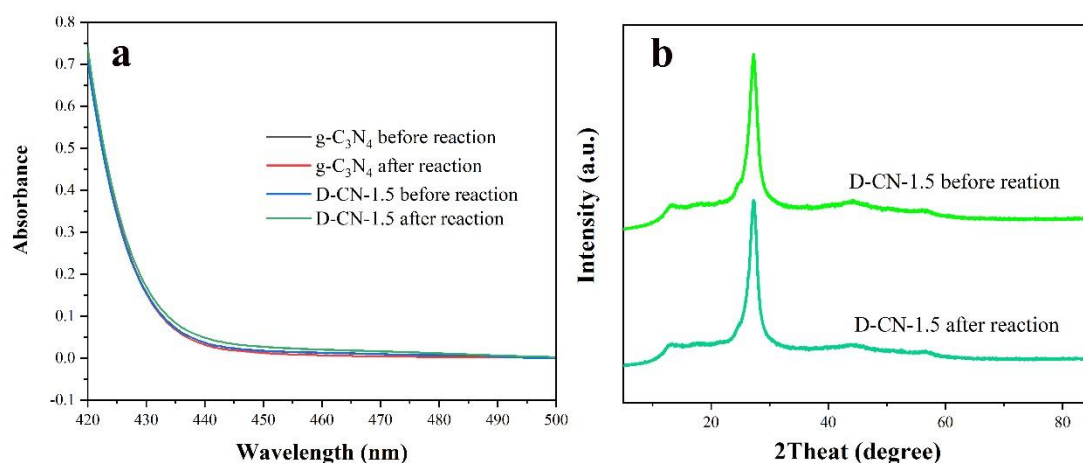 a
Absorbance
0.8
0.7
0.6
0.5
0.4
0.3
0.2
0.1
0.0
-0.1
g-C₃N₄ before reaction
g-C₃N₄ after reaction
D-CN-1.5 before reaction
D-CN-1.5 after reaction
420 430 440 450 460 470 480 490 500
Wavelength (nm)
b
Intensity (a.u.)
D-CN-1.5 before reation
D-CN-1.5 after reaction
20 40 60 80
2Theat (degree)